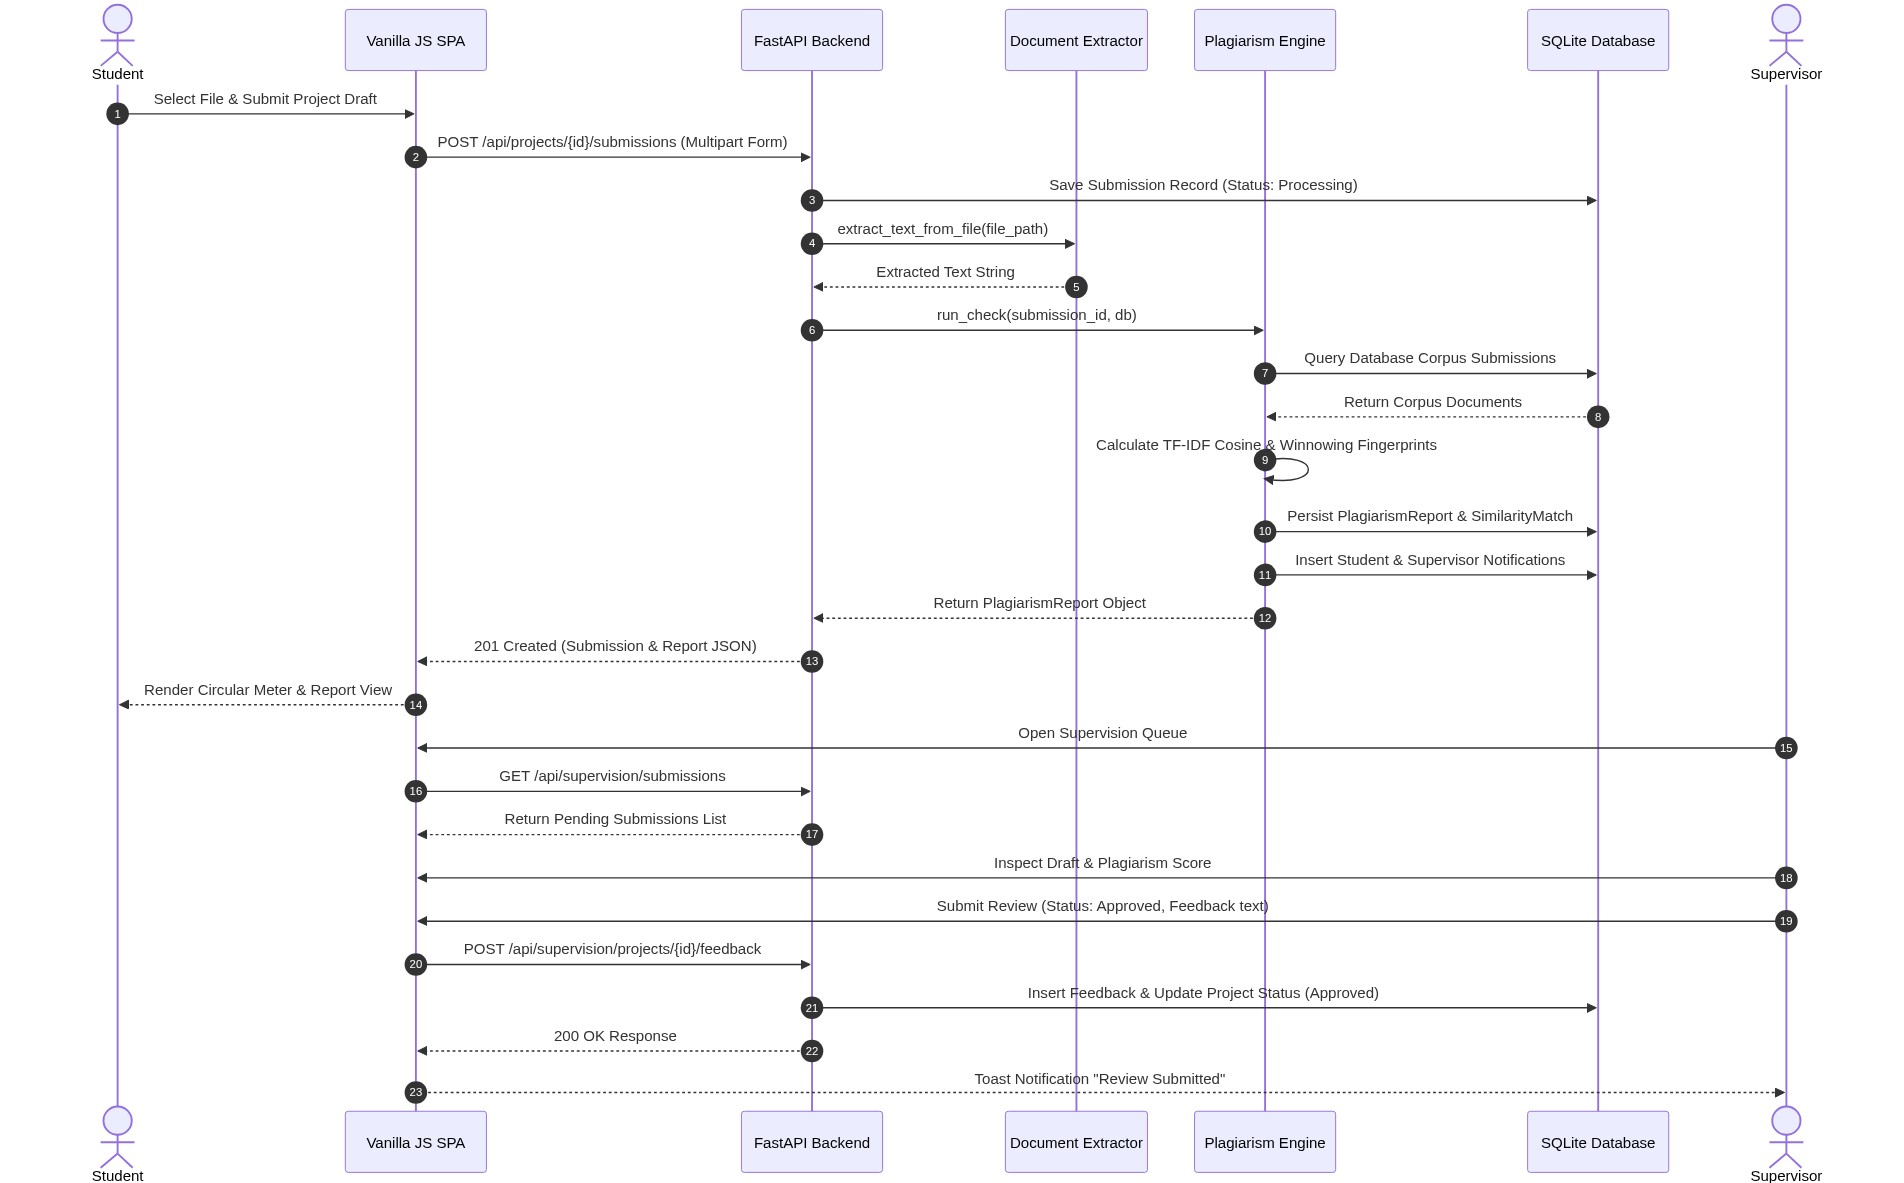 Student
Vanilla JS SPA
FastAPI Backend
Document Extractor
Plagiarism Engine
SQLite Database
Supervisor
Select File & Submit Project Draft
1
POST /api/projects/{id}/submissions (Multipart Form)
2
Save Submission Record (Status: Processing)
3
extract_text_from_file(file_path)
4
Extracted Text String
5
run_check(submission_id, db)
6
Query Database Corpus Submissions
7
Return Corpus Documents
8
Calculate TF-IDF Cosine & Winnowing Fingerprints
9
Persist PlagiarismReport & SimilarityMatch
10
Insert Student & Supervisor Notifications
11
Return PlagiarismReport Object
12
201 Created (Submission & Report JSON)
13
Render Circular Meter & Report View
14
Open Supervision Queue
15
GET /api/supervision/submissions
16
Return Pending Submissions List
17
Inspect Draft & Plagiarism Score
18
Submit Review (Status: Approved, Feedback text)
19
POST /api/supervision/projects/{id}/feedback
20
Insert Feedback & Update Project Status (Approved)
21
200 OK Response
22
Toast Notification "Review Submitted"
23
Student
Vanilla JS SPA
FastAPI Backend
Document Extractor
Plagiarism Engine
SQLite Database
Supervisor